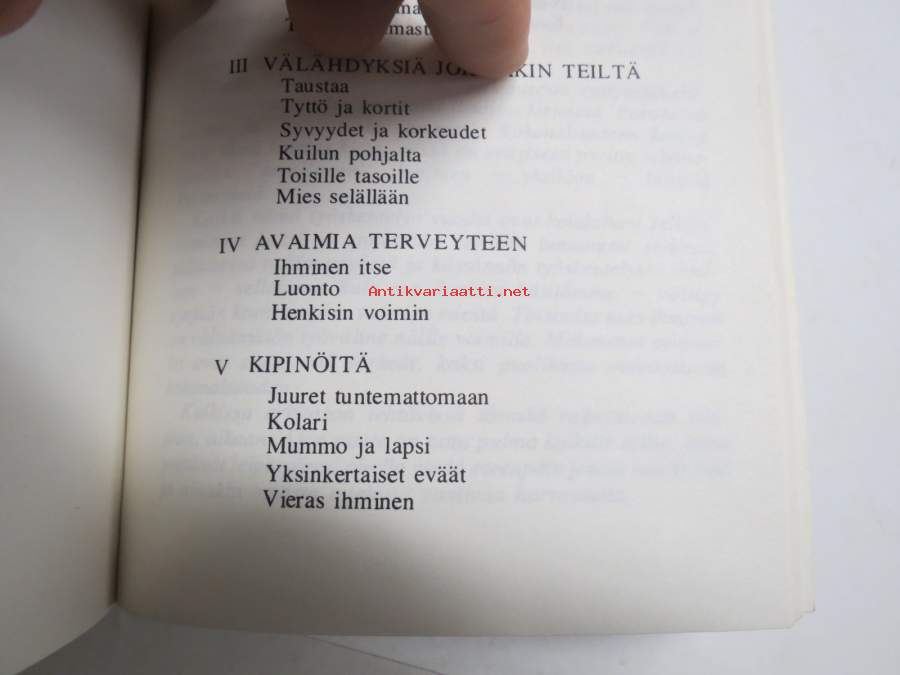 III VÄLÄHDYKSIÄ TEILTÄ
Taustaa
Tyttö ja kortit
Syvyydet ja korkeudet
Kuilun pohjalta
Toisille tasoille
Mies selällään
IV AVAIMIA TERVEYTEEN
Ihminen itse
Luonto
Antikvariaatti.net
Henkisin voimin
V KIPINÖITÄ
Juuret tuntemattomaan
Kolari
Mummo ja lapsi
Yksinkertaiset eväät
Vieras ihminen